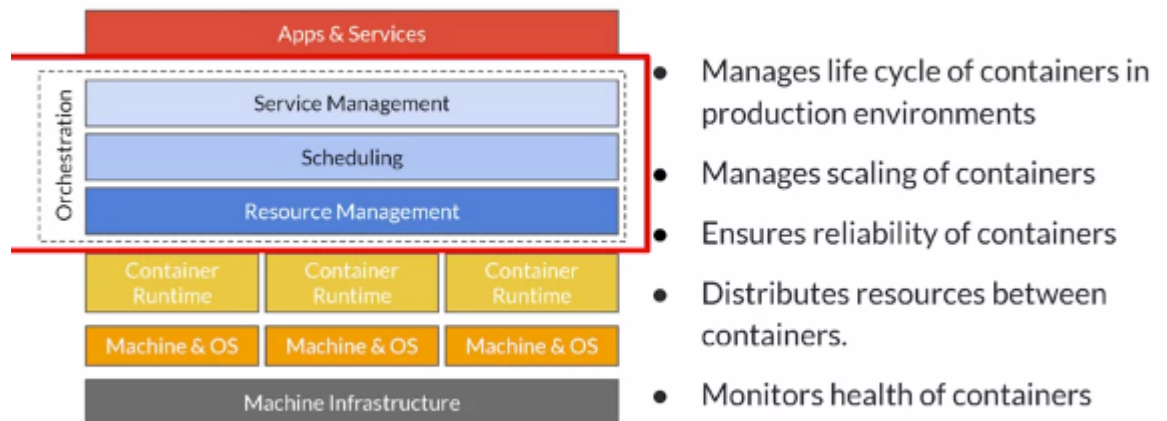 Apps & Services
Orchestration
Service Management
Scheduling
Resource Management
Container Container Container
Runtime Runtime Runtime
Machine & OS Machine & OS Machine & OS
Machine Infrastructure
● Manages life cycle of containers in
production environments
● Manages scaling of containers
● Ensures reliability of containers
● Distributes resources between
containers.
● Monitors health of containers